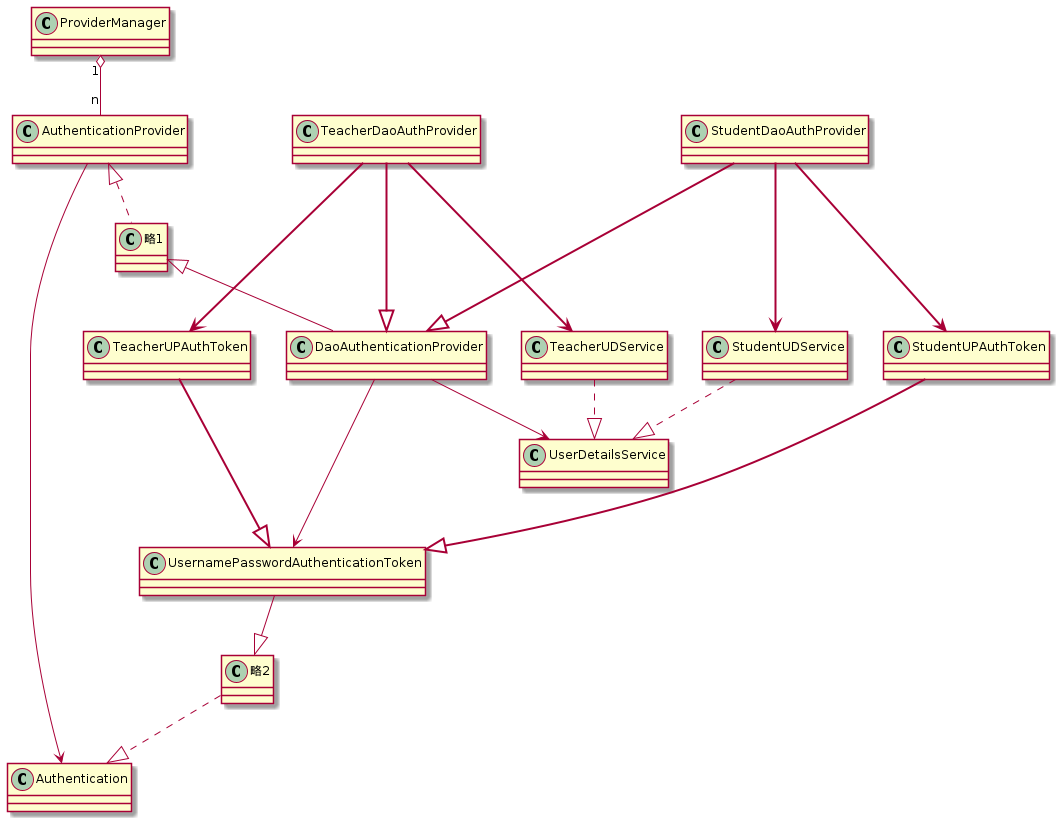 C ProviderManager
1
n
C AuthenticationProvider
C TeacherDaoAuthProvider
C StudentDaoAuthProvider
C 略1
C TeacherUPAuthToken
C DaoAuthenticationProvider
C TeacherUDService
C StudentUDService
C StudentUPAuthToken
C UserDetailsService
C UsernamePasswordAuthenticationToken
C 略2
C Authentication